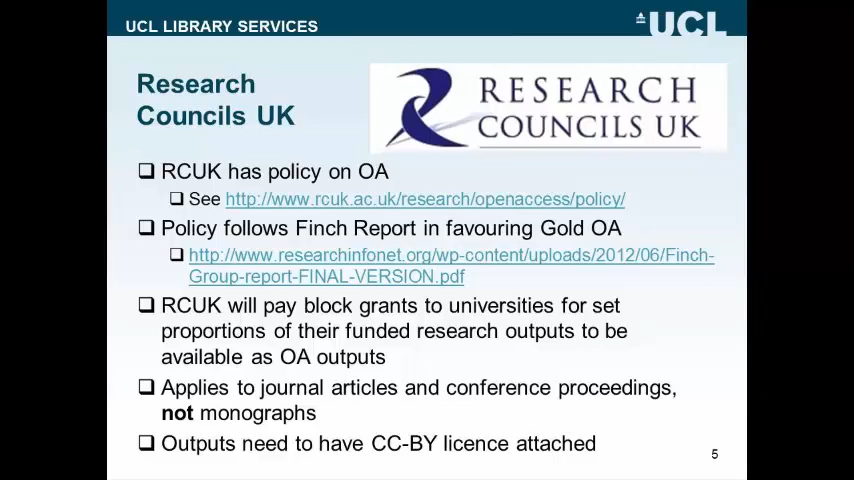 UCL LIBRARY SERVICES
UCL
Research
Councils UK
RESEARCH
COUNCILS UK
RCUK has policy on OA
See http://www.rcuk.ac.uk/research/openaccess/policy/
Policy follows Finch Report in favouring Gold OA
http://www.researchinfonet.org/wp-content/uploads/2012/06/Finch-
Group-report-FINAL-VERSION.pdf
RCUK will pay block grants to universities for set
proportions of their funded research outputs to be
available as OA outputs
Applies to journal articles and conference proceedings,
not monographs
Outputs need to have CC-BY licence attached
5